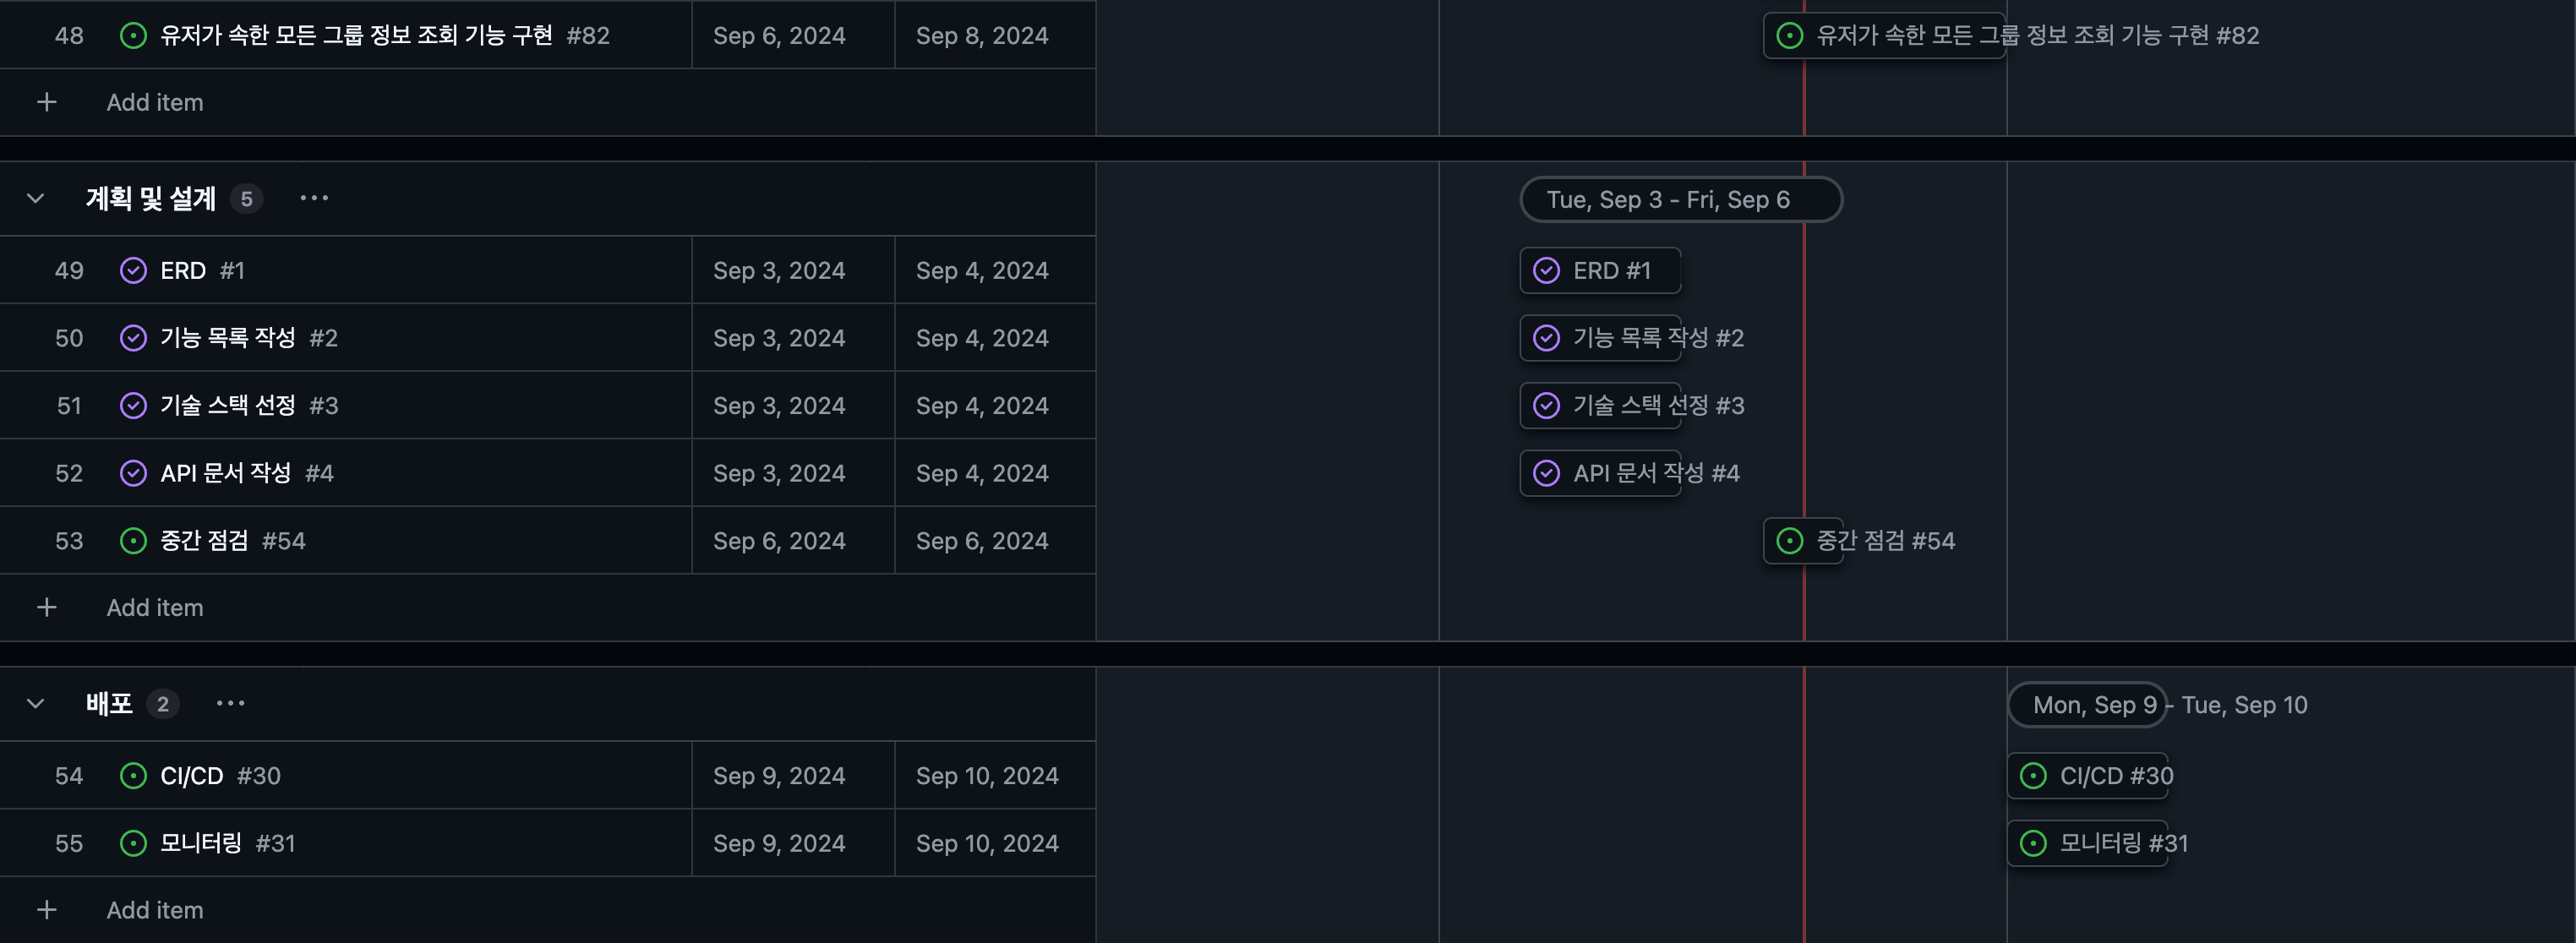 48 유저가 속한 모든 그룹 정보 조회 기능 구현 #82 Sep 6, 2024 Sep 8, 2024 유저가 속한 모든 그룹 정보 조회 기능 구현 #82
+ Add item
계획 및 설계 5 ··· Tue, Sep 3 - Fri, Sep 6
49 ERD #1 Sep 3, 2024 Sep 4, 2024 ERD #1
50 기능 목록 작성 #2 Sep 3, 2024 Sep 4, 2024 기능 목록 작성 #2
51 기술 스택 선정 #3 Sep 3, 2024 Sep 4, 2024 기술 스택 선정 #3
52 API 문서 작성 #4 Sep 3, 2024 Sep 4, 2024 API 문서 작성 #4
53 중간 점검 #54 Sep 6, 2024 Sep 6, 2024 중간 점검 #54
+ Add item
배포 2 ··· Mon, Sep 9 - Tue, Sep 10
54 CI/CD #30 Sep 9, 2024 Sep 10, 2024 CI/CD #30
55 모니터링 #31 Sep 9, 2024 Sep 10, 2024 모니터링 #31
+ Add item